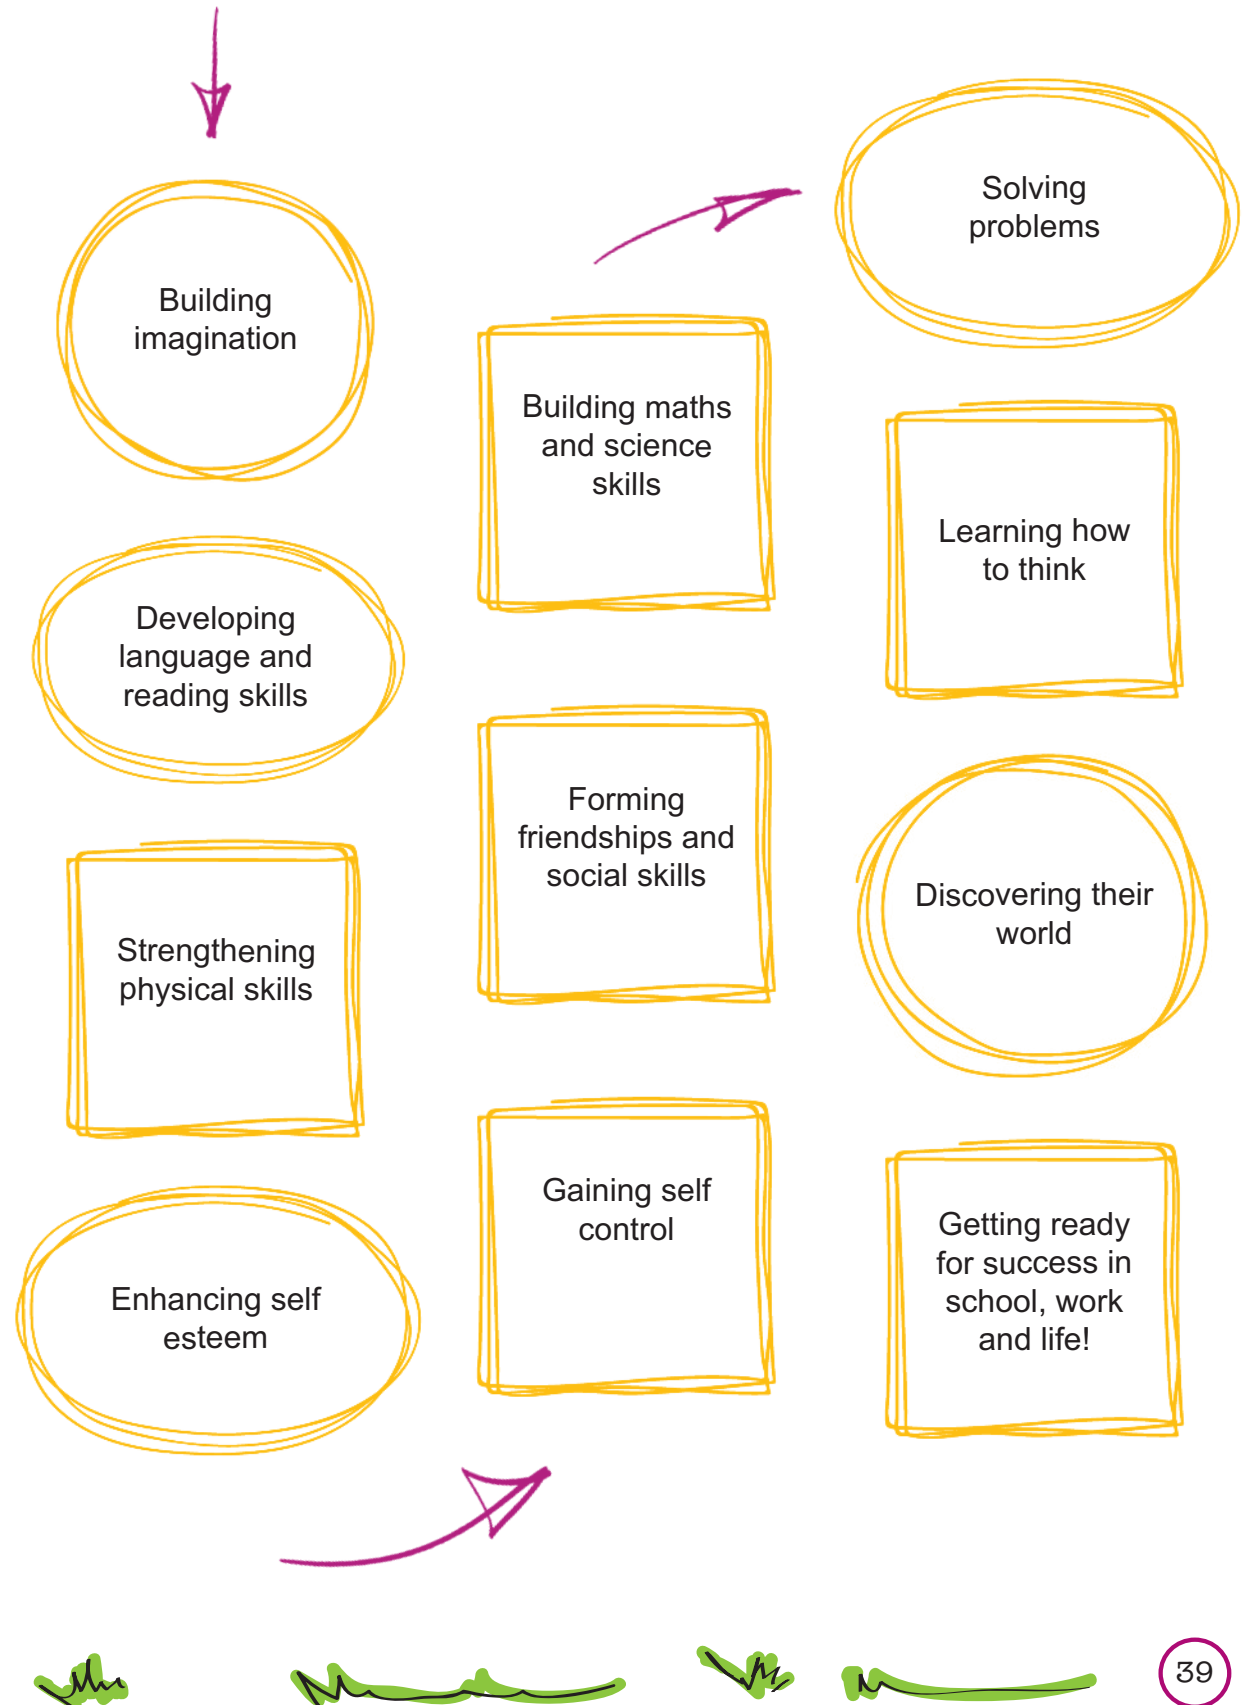 Building
imagination
Developing
language and
reading skills
Strengthening
physical skills
Enhancing self
esteem
Gaining self
control
Forming
friendships and
social skills
Building maths
and science
skills
Solving
problems
Learning how
to think
Discovering their
world
Getting ready
for success in
school, work
and life!
39